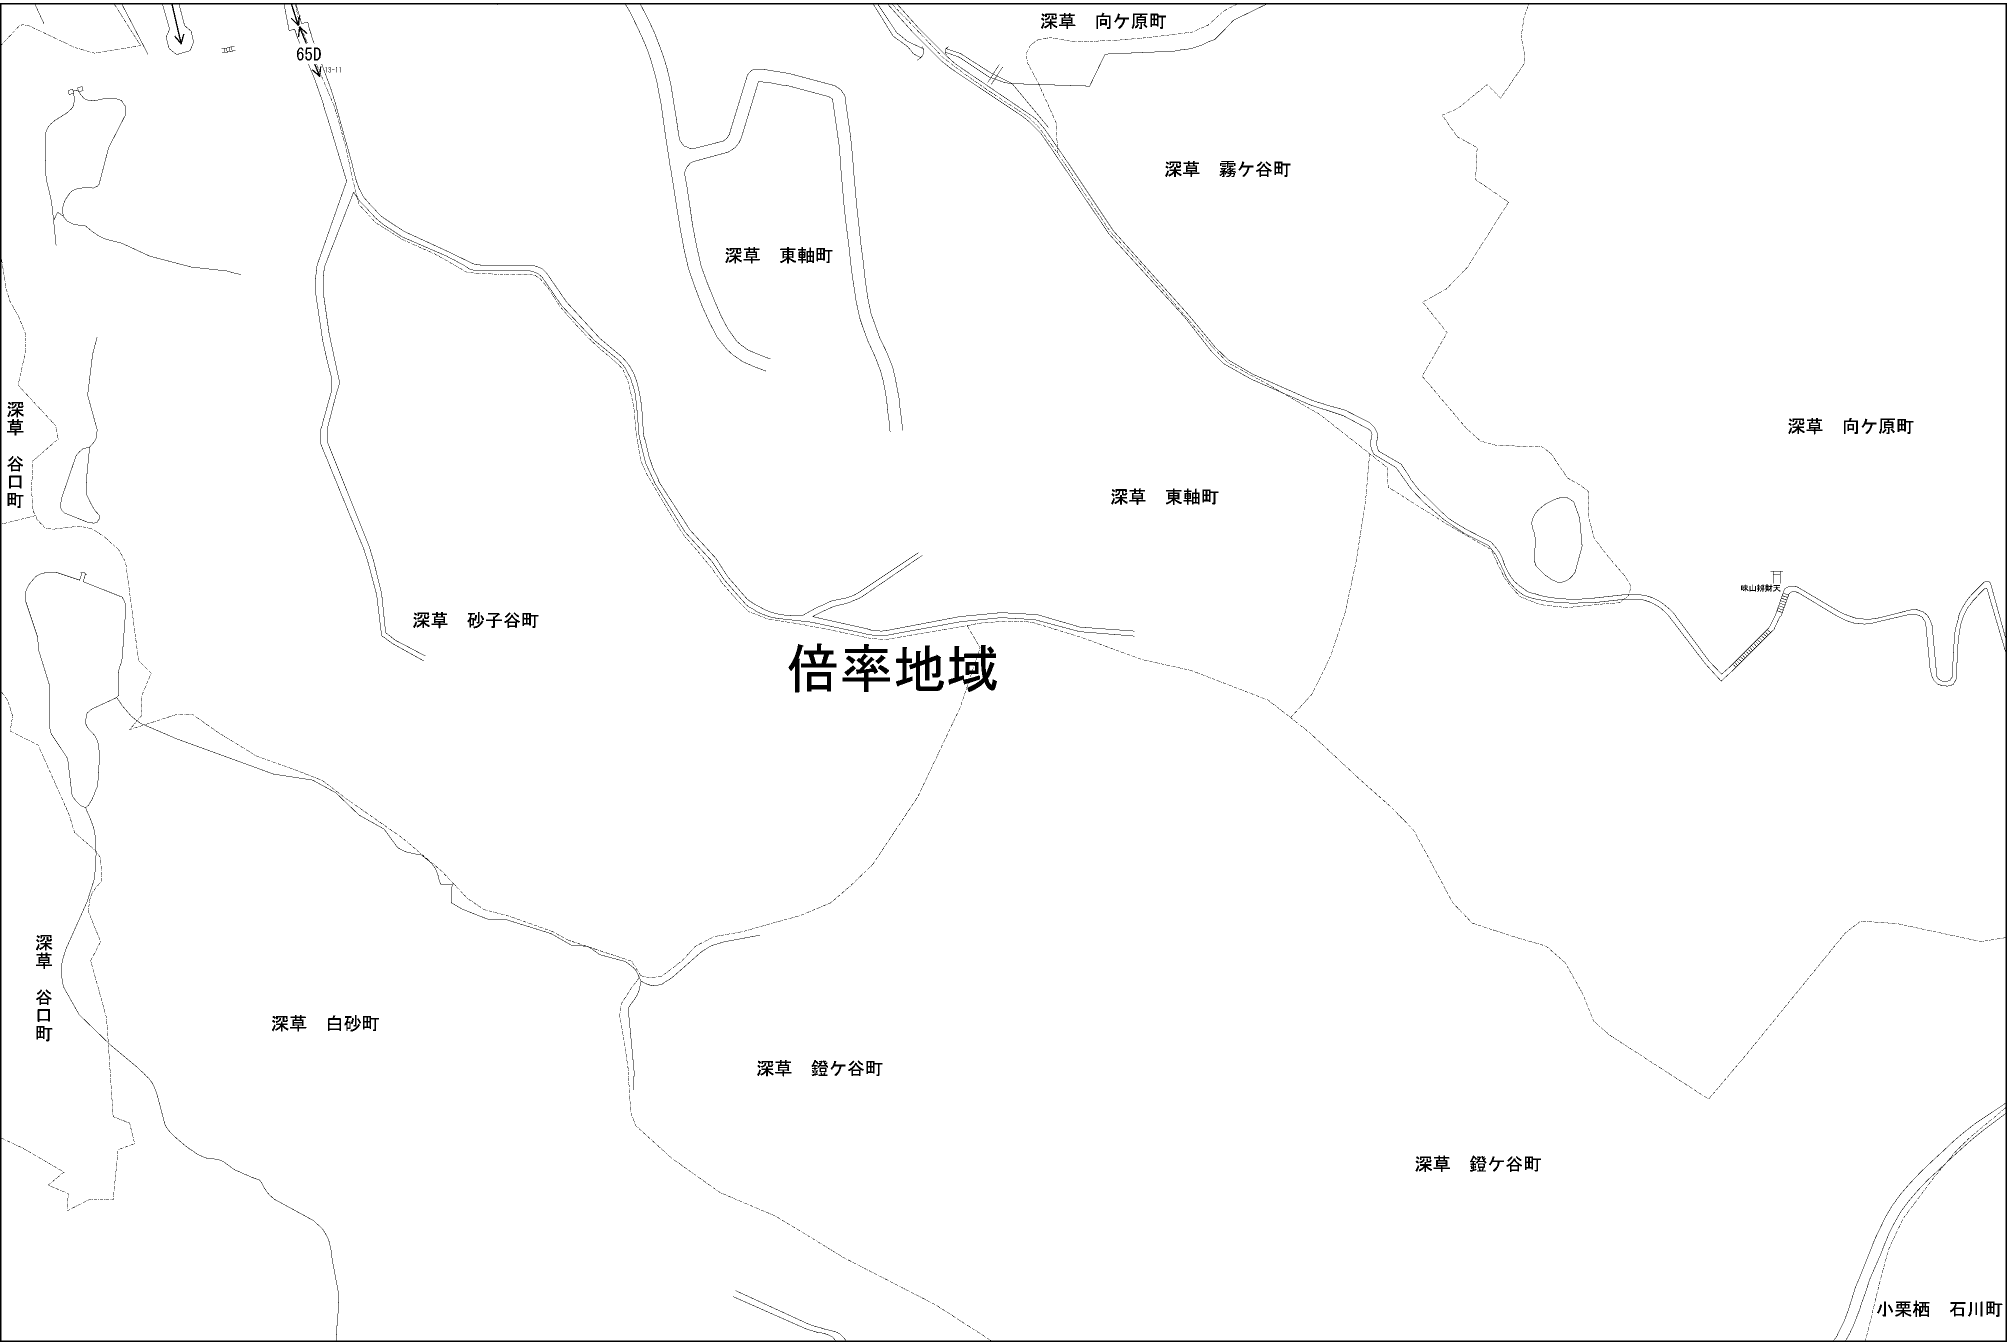 深草　向ケ原町
65D
13-11
深草　霧ケ谷町
深草　東軸町
深草　谷口町
深草　向ケ原町
深草　東軸町
深草　砂子谷町
倍率地域
深草　谷口町
深草　白砂町
深草　鐙ケ谷町
深草　鐙ケ谷町
小栗栖　石川町